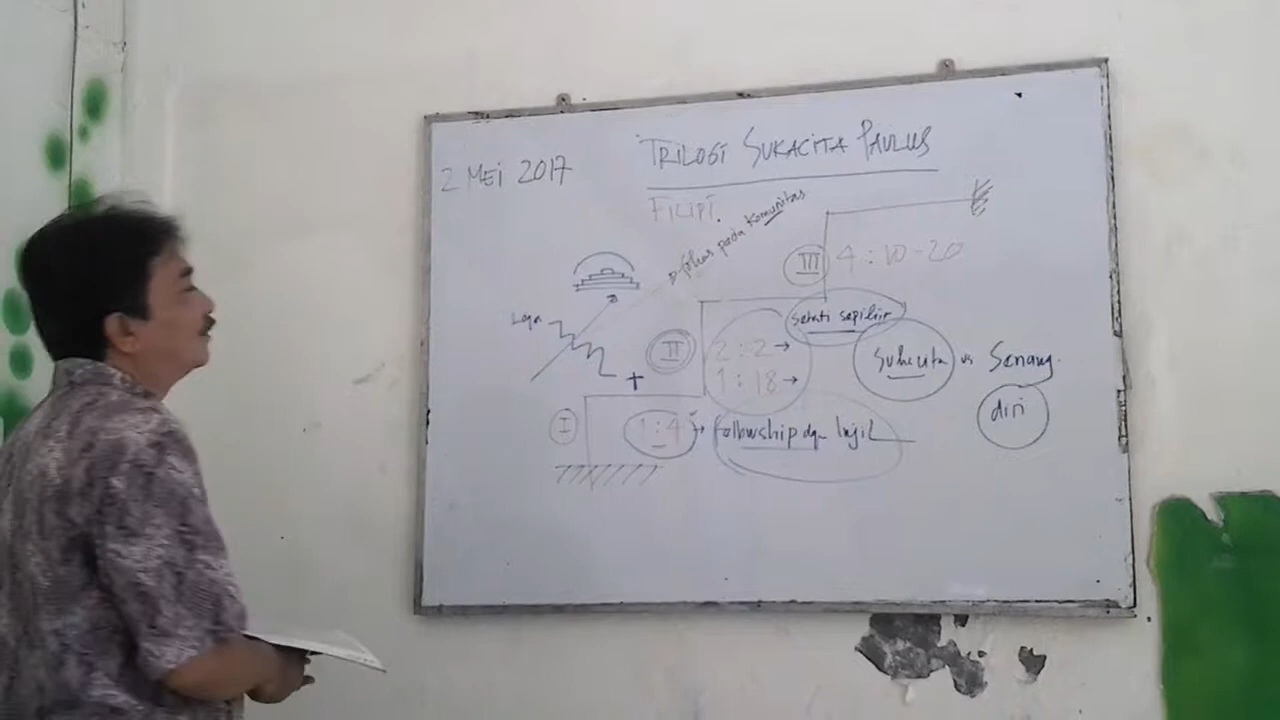 2 MEI 2017
TRILOGI SUKACITA PAULUS
FILIPI.
fokus pada komunitas
III 4 : 10 - 20
sehati sepikir
II
2 : 2 →
1 : 18 →
Sukacita vs Senang
diri
+
I
1 : 4 → fellowship dgn Injil